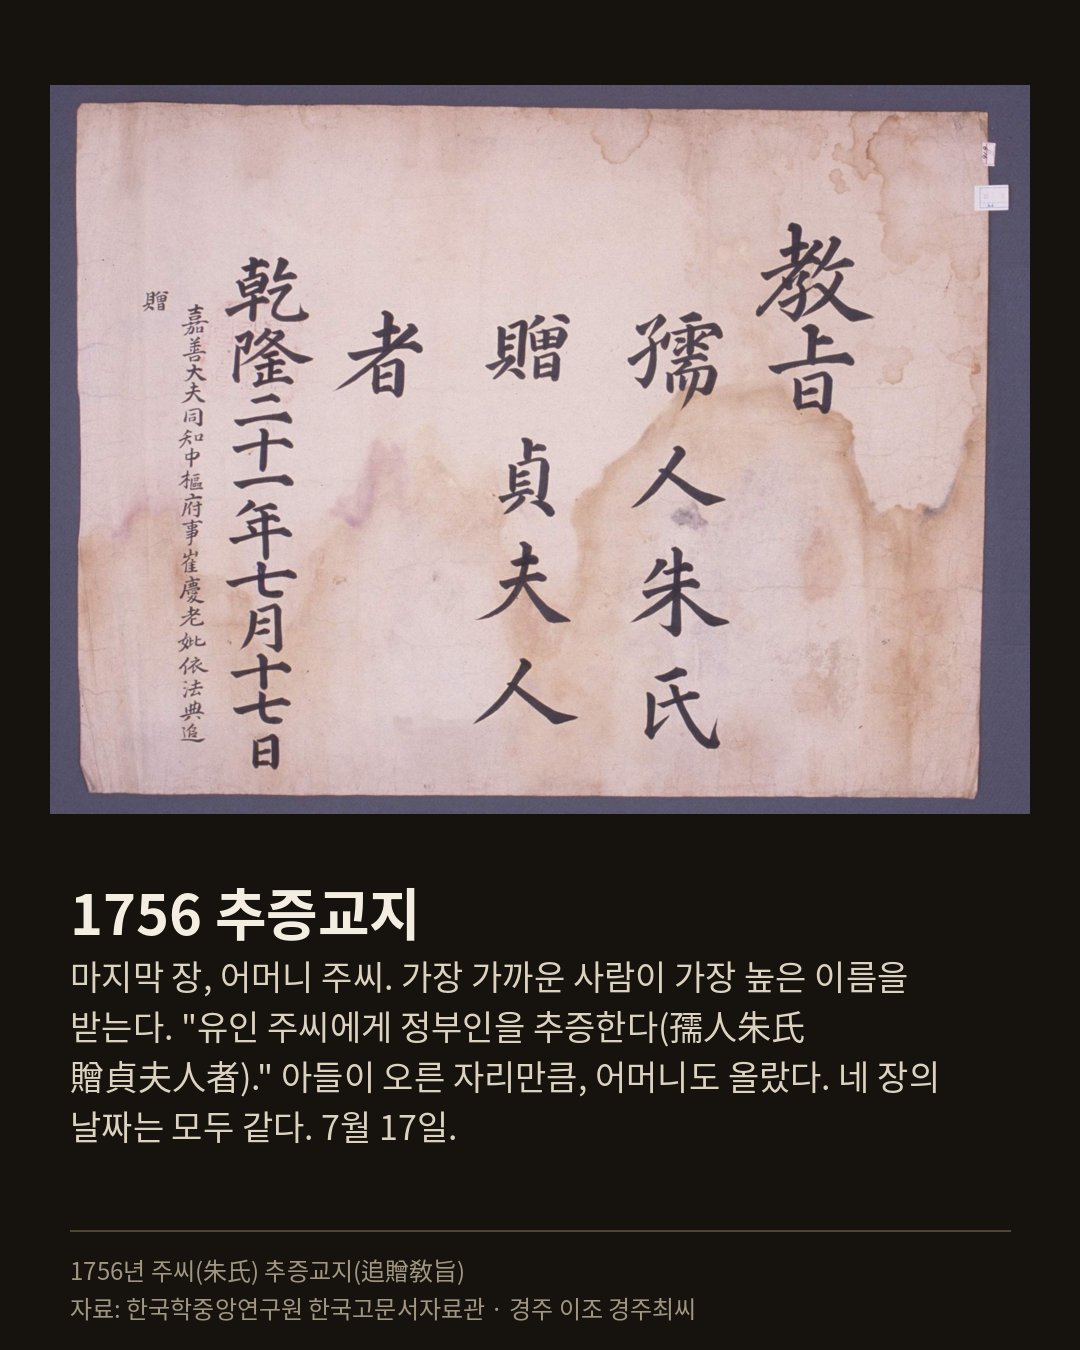 敎旨
孺人朱氏
贈貞夫人
者
乾隆二十一年七月十七日
嘉善大夫同知中樞府事崔慶老妣依法典追
贈
1756 추증교지
마지막 장, 어머니 주씨. 가장 가까운 사람이 가장 높은 이름을
받는다. "유인 주씨에게 정부인을 추증한다(孺人朱氏
贈貞夫人者)." 아들이 오른 자리만큼, 어머니도 올랐다. 네 장의
날짜는 모두 같다. 7월 17일.
1756년 주씨(朱氏) 추증교지(追贈敎旨)
자료: 한국학중앙연구원 한국고문서자료관 · 경주 이조 경주최씨